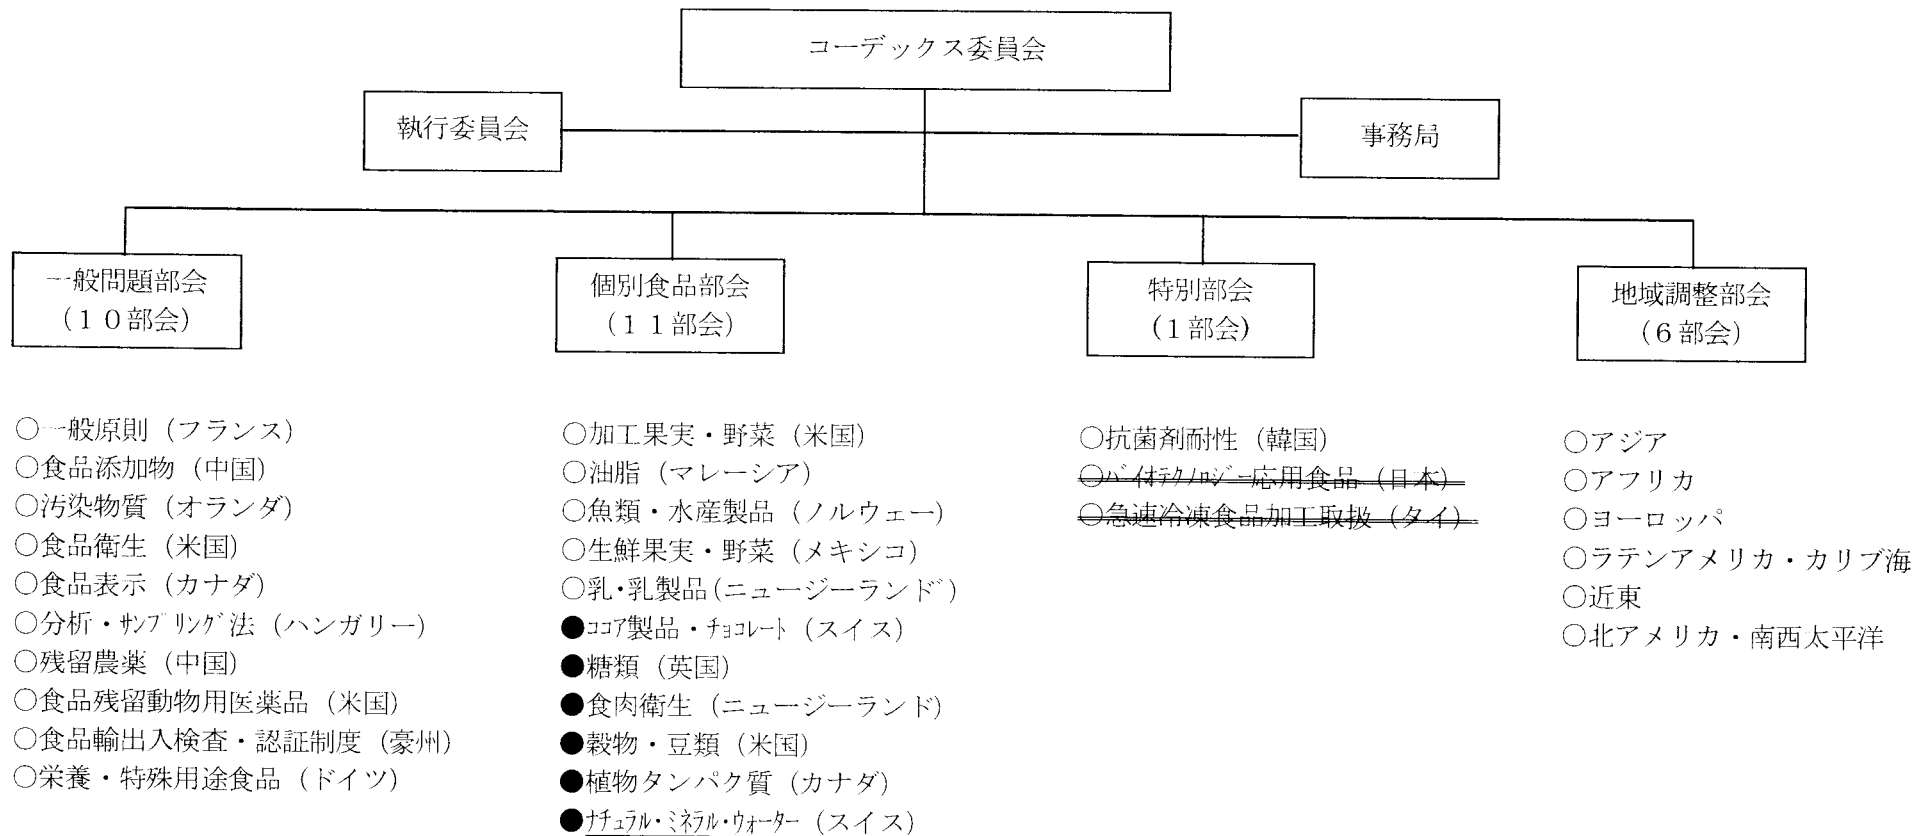 コーデックス委員会
執行委員会
事務局
一般問題部会
（１０部会）
個別食品部会
（１１部会）
特別部会
（１部会）
地域調整部会
（６部会）
○一般原則（フランス）
○食品添加物（中国）
○汚染物質（オランダ）
○食品衛生（米国）
○食品表示（カナダ）
○分析・ｻﾝﾌﾟﾘﾝｸﾞ法（ハンガリー）
○残留農薬（中国）
○食品残留動物用医薬品（米国）
○食品輸出入検査・認証制度（豪州）
○栄養・特殊用途食品（ドイツ）
○加工果実・野菜（米国）
○油脂（マレーシア）
○魚類・水産製品（ノルウェー）
○生鮮果実・野菜（メキシコ）
○乳・乳製品（ニュージーランド）
●ｺｺｱ製品・ﾁｮｺﾚｰﾄ（スイス）
●糖類（英国）
●食肉衛生（ニュージーランド）
●穀物・豆類（米国）
●植物タンパク質（カナダ）
●ﾅﾁｭﾗﾙ・ﾐﾈﾗﾙ・ｳｫｰﾀｰ（スイス）
○抗菌剤耐性（韓国）
○ﾊﾞｲｵﾃｸﾉﾛｼﾞｰ応用食品（日本）
○急速冷凍食品加工取扱（タイ）
○アジア
○アフリカ
○ヨーロッパ
○ラテンアメリカ・カリブ海
○近東
○北アメリカ・南西太平洋